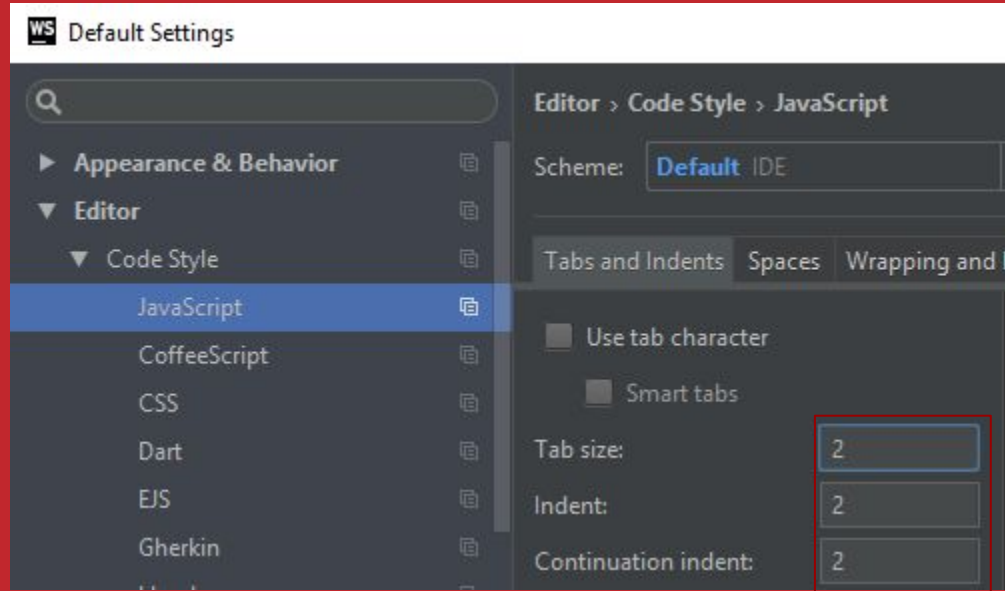 WS Default Settings
Editor › Code Style › JavaScript
Appearance & Behavior
Scheme: Default IDE
Editor
Code Style
Tabs and Indents Spaces Wrapping and
JavaScript
Use tab character
CoffeeScript
Smart tabs
CSS
Dart
Tab size: 2
EJS
Indent: 2
Gherkin
Continuation indent: 2